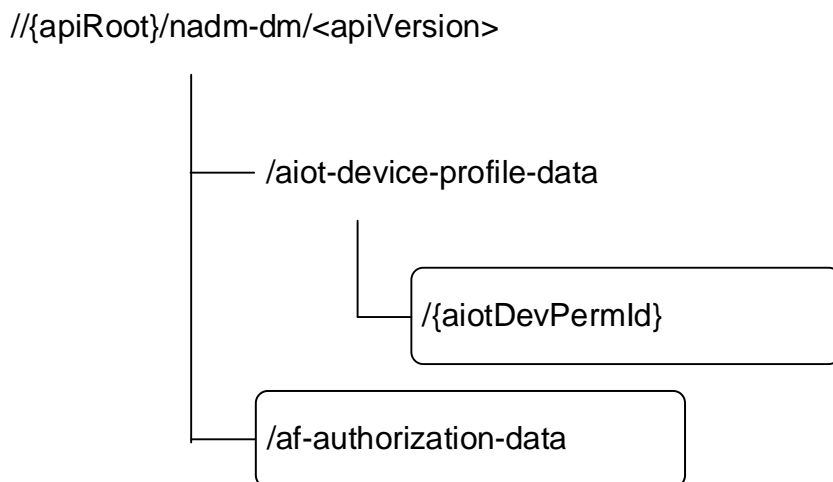 //{apiRoot}/nadm-dm/<apiVersion>
/aiot-device-profile-data
/{aiotDevPermId}
/af-authorization-data